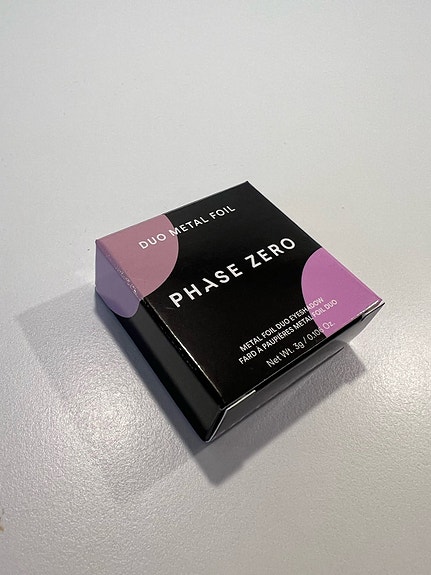 DUO METAL FOIL
PHASE ZERO
METAL FOIL DUO EYESHADOW
FARD A PAUPIÈRES METAL FOIL DUO
Net Wt. 3g / 0.106 Oz.